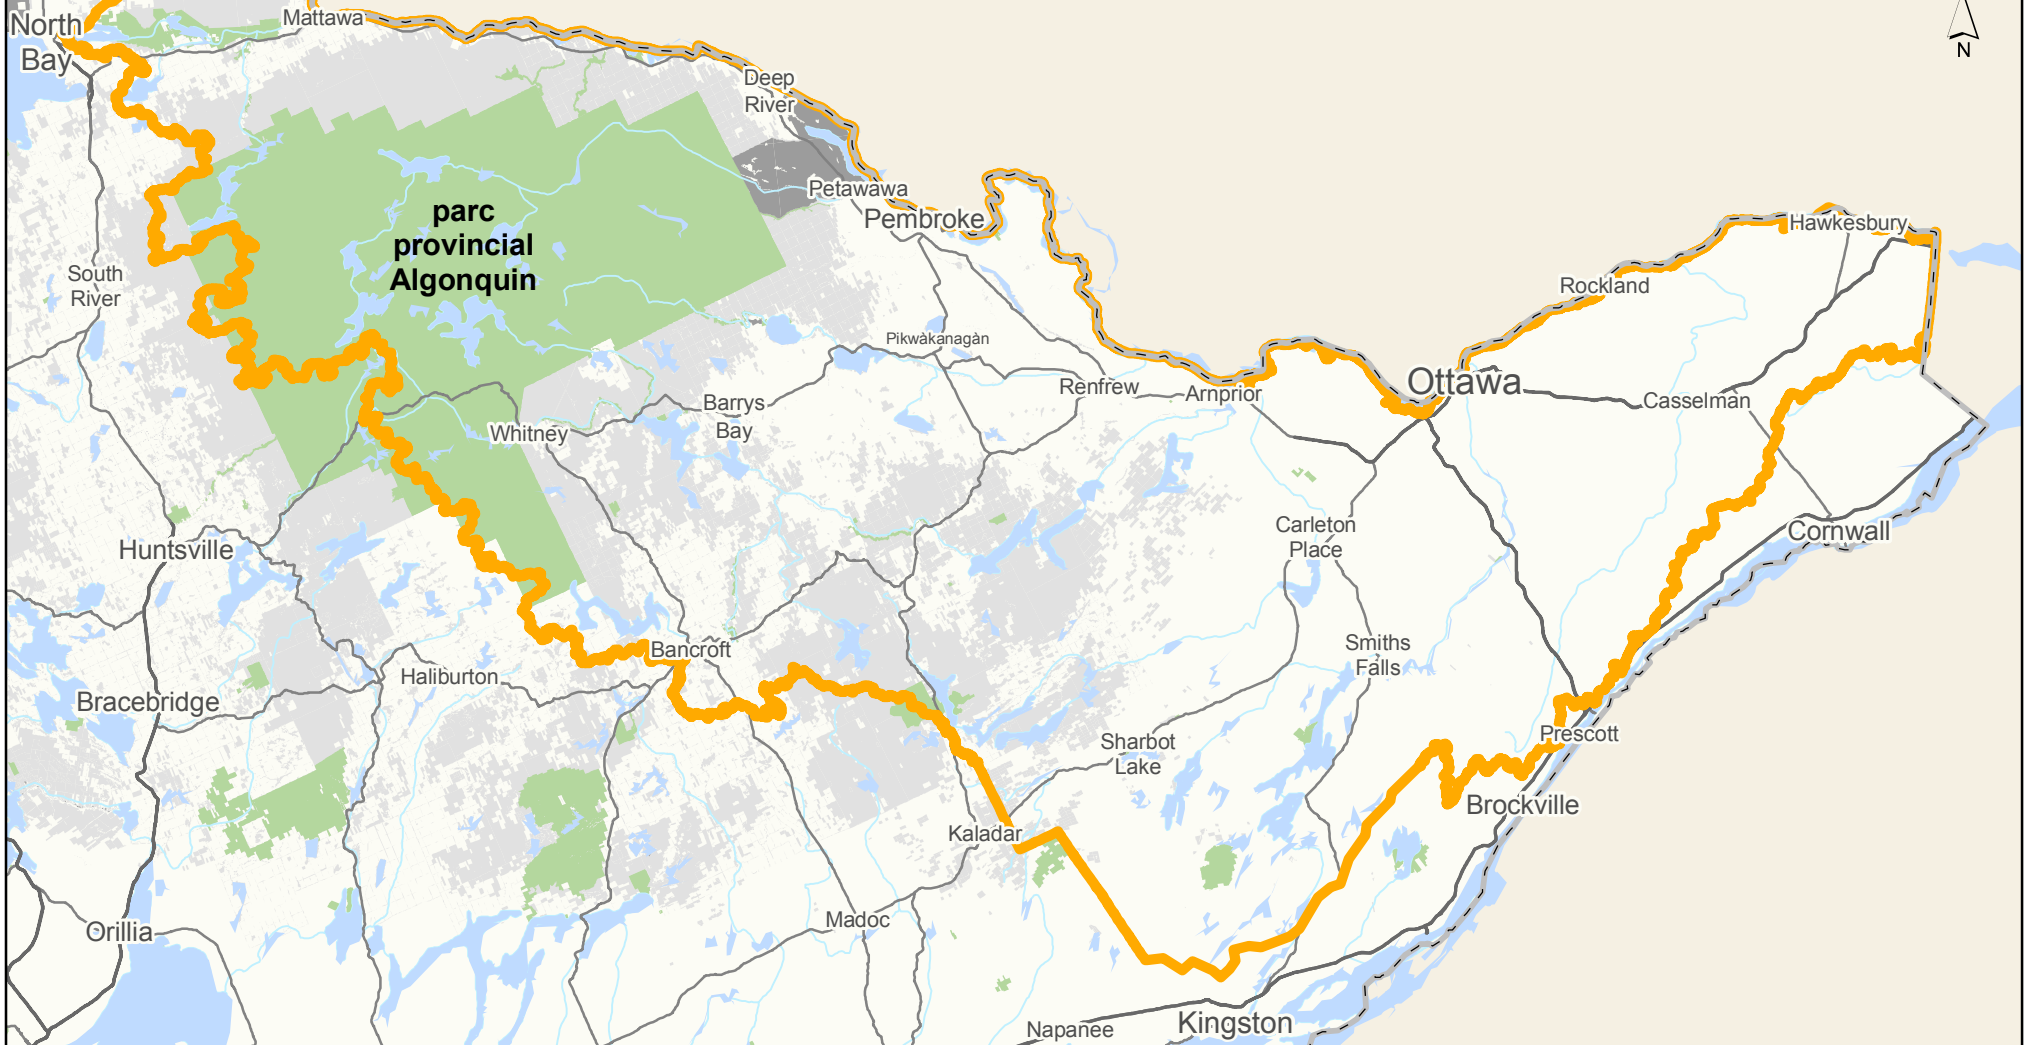 Mattawa
North
Bay
N
Deep
River
Petawawa
Pembroke
parc
provincial
Algonquin
Hawkesbury
South
River
Rockland
Pikwàkanagàn
Renfrew
Arnprior
Ottawa
Casselman
Barrys
Bay
Whitney
Carleton
Place
Cornwall
Huntsville
Smiths
Falls
Bancroft
Haliburton
Bracebridge
Prescott
Sharbot
Lake
Brockville
Kaladar
Madoc
Orillia
Kingston
Napanee